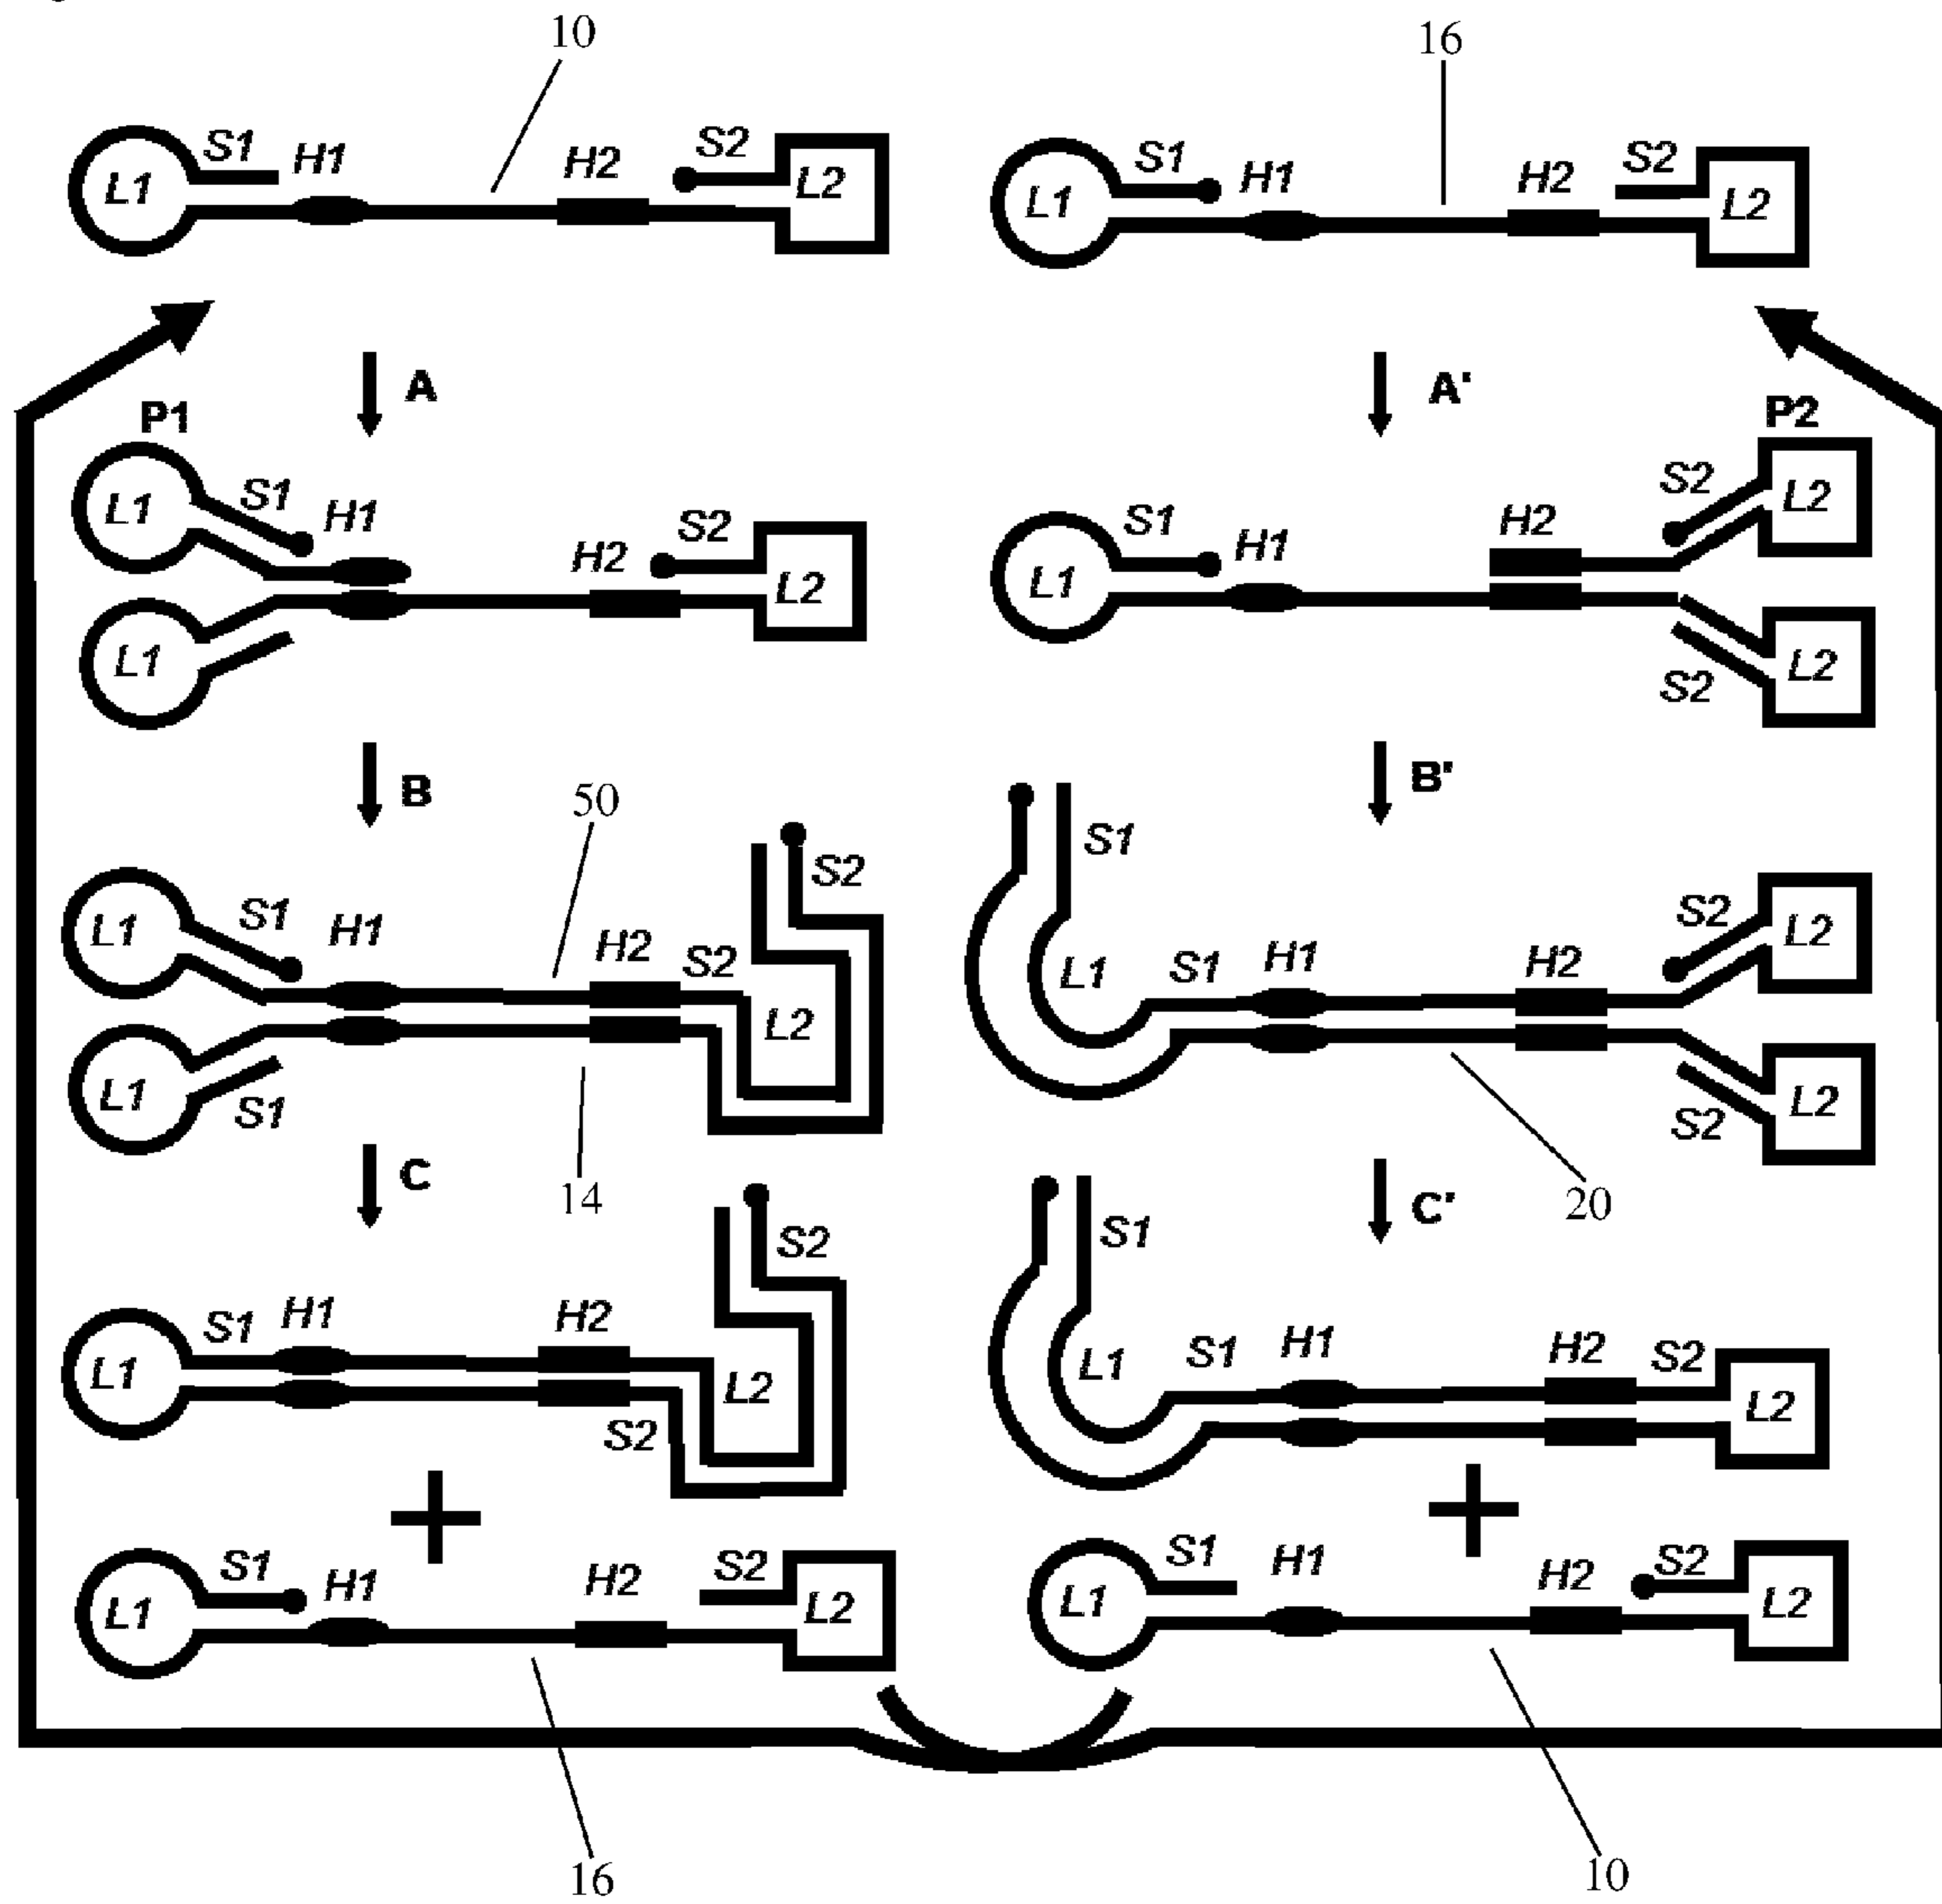 10 16
S1 H1 H2 S2 S1 H1 H2 S2
L1 L2 L1 L2
A A'
P1 P2
L1 S1 H1 H2 S2 S1 H1 H2 S2 L2
L1 L2 L1 S2 L2
B 50 B'
S2 S1
L1 S1 H1 H2 S2 L1 S1 H1 H2 S2 L2
L1 S1 L2 S2 L2
C 14 C' 20
S2 S1
L1 S1 H1 H2 L2 L1 S1 H1 H2 S2 L2
S2
+ +
S1 H1 H2 S2 S1 H1 H2 S2
L1 L2 L1 L2
16 10